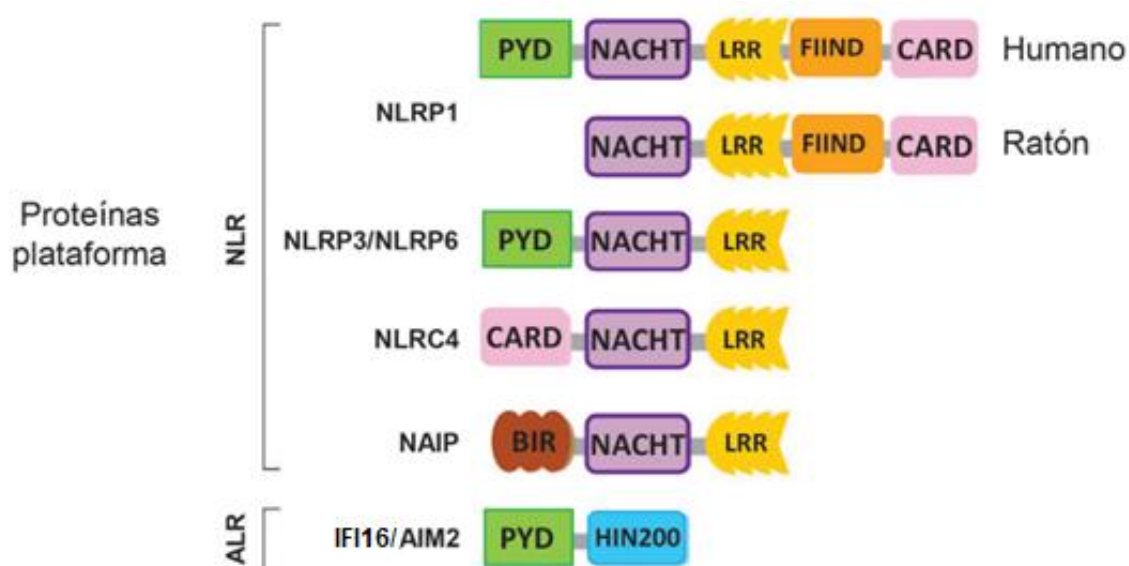 PYD NACHT LRR FIIND CARD Humano
NLRP1
NACHT LRR FIIND CARD Ratón
Proteínas
plataforma
NLR
NLRP3/NLRP6 PYD NACHT LRR
NLRC4 CARD NACHT LRR
NAIP BIR NACHT LRR
ALR
IFI16/AIM2 PYD HIN200